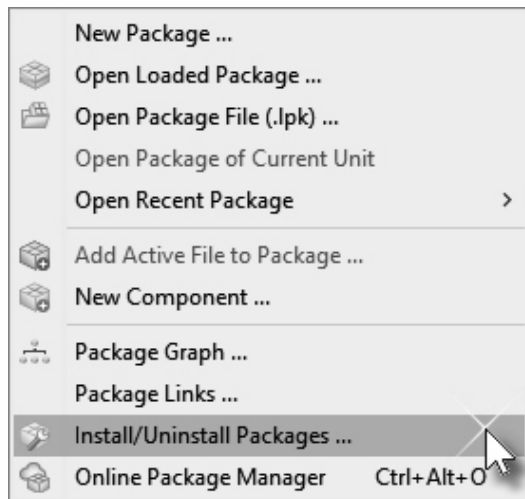 New Package ...
Open Loaded Package ...
Open Package File (.lpk) ...
Open Package of Current Unit
Open Recent Package
Add Active File to Package ...
New Component ...
Package Graph ...
Package Links ...
Install/Uninstall Packages ...
Online Package Manager Ctrl+Alt+O